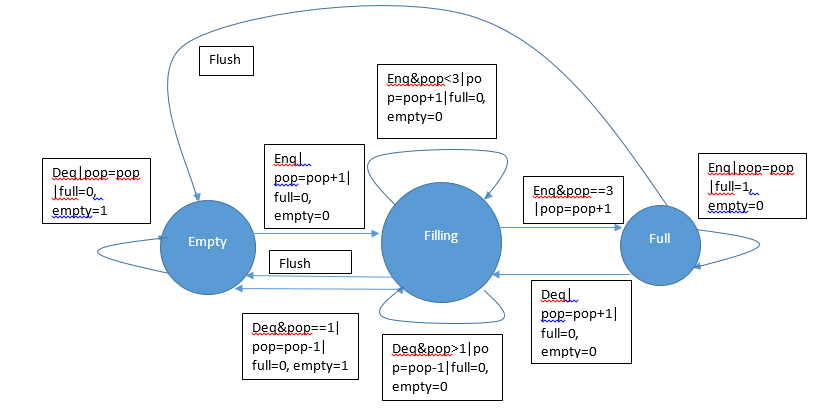 Flush
Enq&pop<3|po
p=pop+1|full=0,
empty=0
Deq|pop=pop
|full=0,
empty=1
Enq|
pop=pop+1|
full=0,
empty=0
Enq&pop==3
|pop=pop+1
Enq|pop=pop
|full=1,
empty=0
Empty
Filling
Full
Flush
Deq&pop==1|
pop=pop-1|
full=0, empty=1
Deq&pop>1|po
p=pop-1|full=0,
empty=0
Deq|
pop=pop+1|
full=0,
empty=0